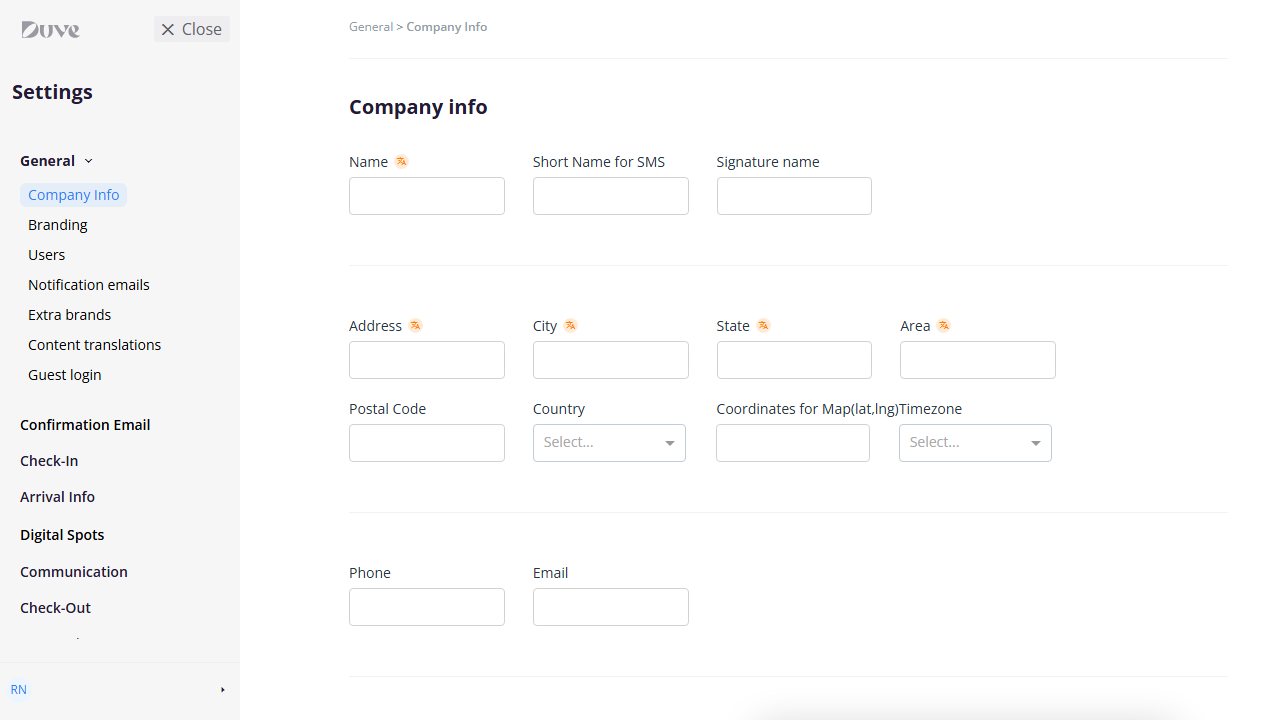 Duve
Close
Settings
General
Company Info
Branding
Users
Notification emails
Extra brands
Content translations
Guest login
Confirmation Email
Check-In
Arrival Info
Digital Spots
Communication
Check-Out
RN
General > Company Info
Company info
Name Short Name for SMS Signature name
Address City State Area
Postal Code Country Coordinates for Map(lat,lng) Timezone
Select... Select...
Phone Email